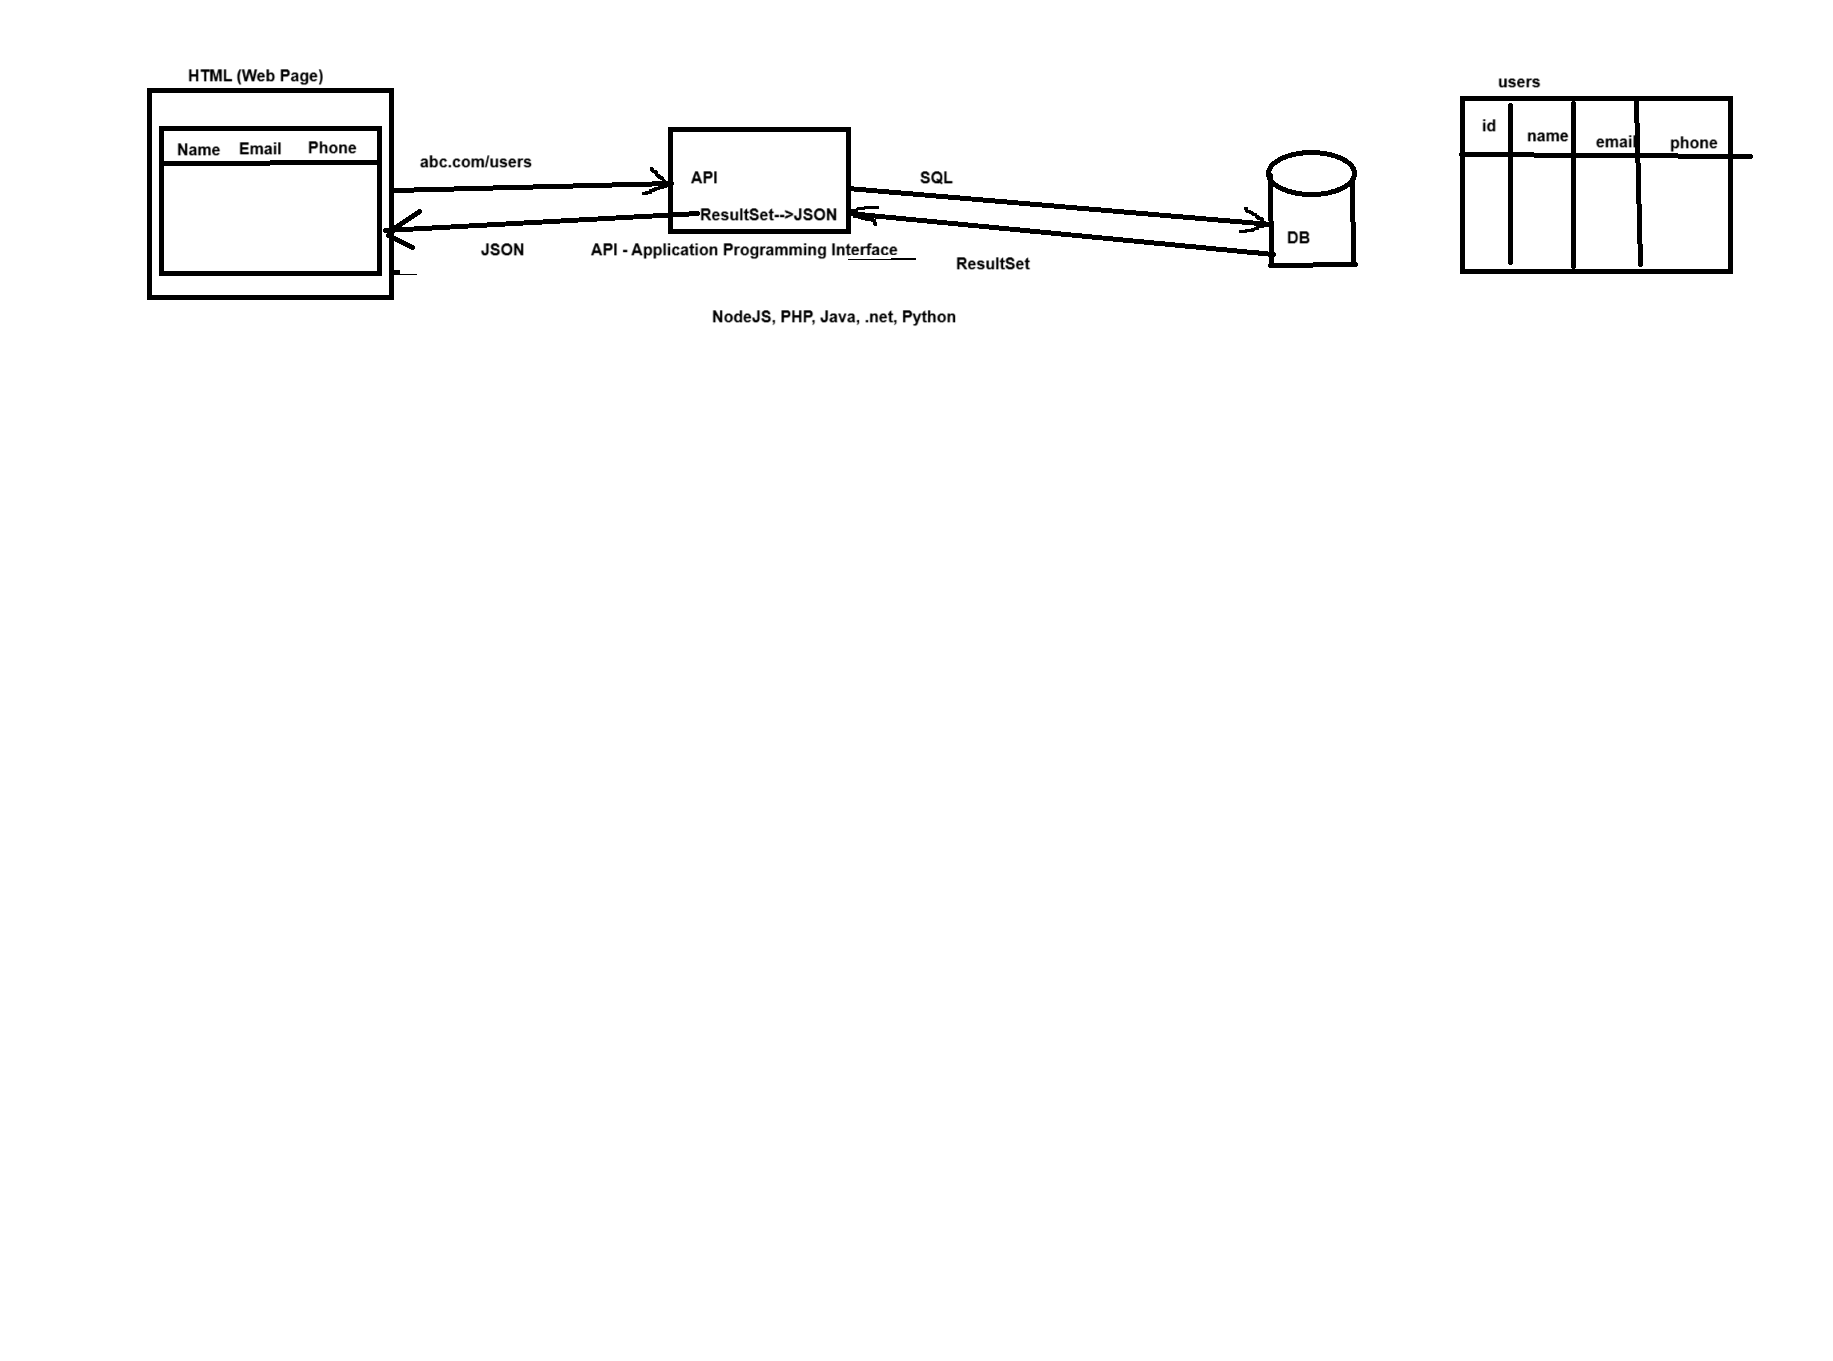 HTML (Web Page)
Name Email Phone
abc.com/users
JSON
API
ResultSet-->JSON
API - Application Programming Interface
NodeJS, PHP, Java, .net, Python
SQL
ResultSet
DB
users
id name email phone